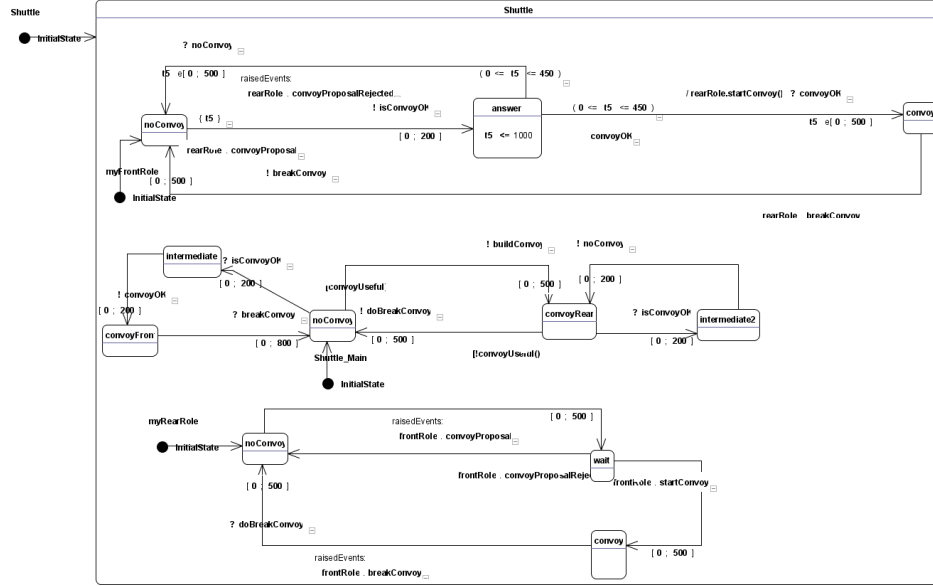 Shuttle
Shuttle
InitialState
? noConvoy
t5 ∈[ 0 ; 500 ]
raisedEvents:
rearRole . convoyProposalRejected...
( 0 <= t5 <= 450 )
! isConvoyOK
answer
( 0 <= t5 <= 450 )
/ rearRole.startConvoy() ? convoyOK
convoy
noConvoy
{ t5 }
[ 0 ; 200 ]
t5 <= 1000
convoyOK
t5 ∈[ 0 ; 500 ]
rearRole . convoyProposal
myFrontRole
[ 0 ; 500 ]
! breakConvoy
InitialState
rearRole . breakConvoy
! buildConvoy
! noConvoy
intermediate
? isConvoyOK
[ 0 ; 200 ]
[convoyUseful
[ 0 ; 500 ]
[ 0 ; 200 ]
! convoyOK
[ 0 ; 200 ]
? breakConvoy
noConvoy
! doBreakConvoy
convoyRear
? isConvoyOK
intermediate2
convoyFron
[ 0 ; 800 ]
[ 0 ; 500 ]
[ 0 ; 200 ]
Shuttle_Main
[!convoyUseful()
InitialState
myRearRole
[ 0 ; 500 ]
raisedEvents:
frontRole . convoyProposal
InitialState
noConvoy
wait
frontRole . convoyProposalRejec
frontRole . startConvoy
[ 0 ; 500 ]
? doBreakConvoy
convoy
[ 0 ; 500 ]
raisedEvents:
frontRole . breakConvoy